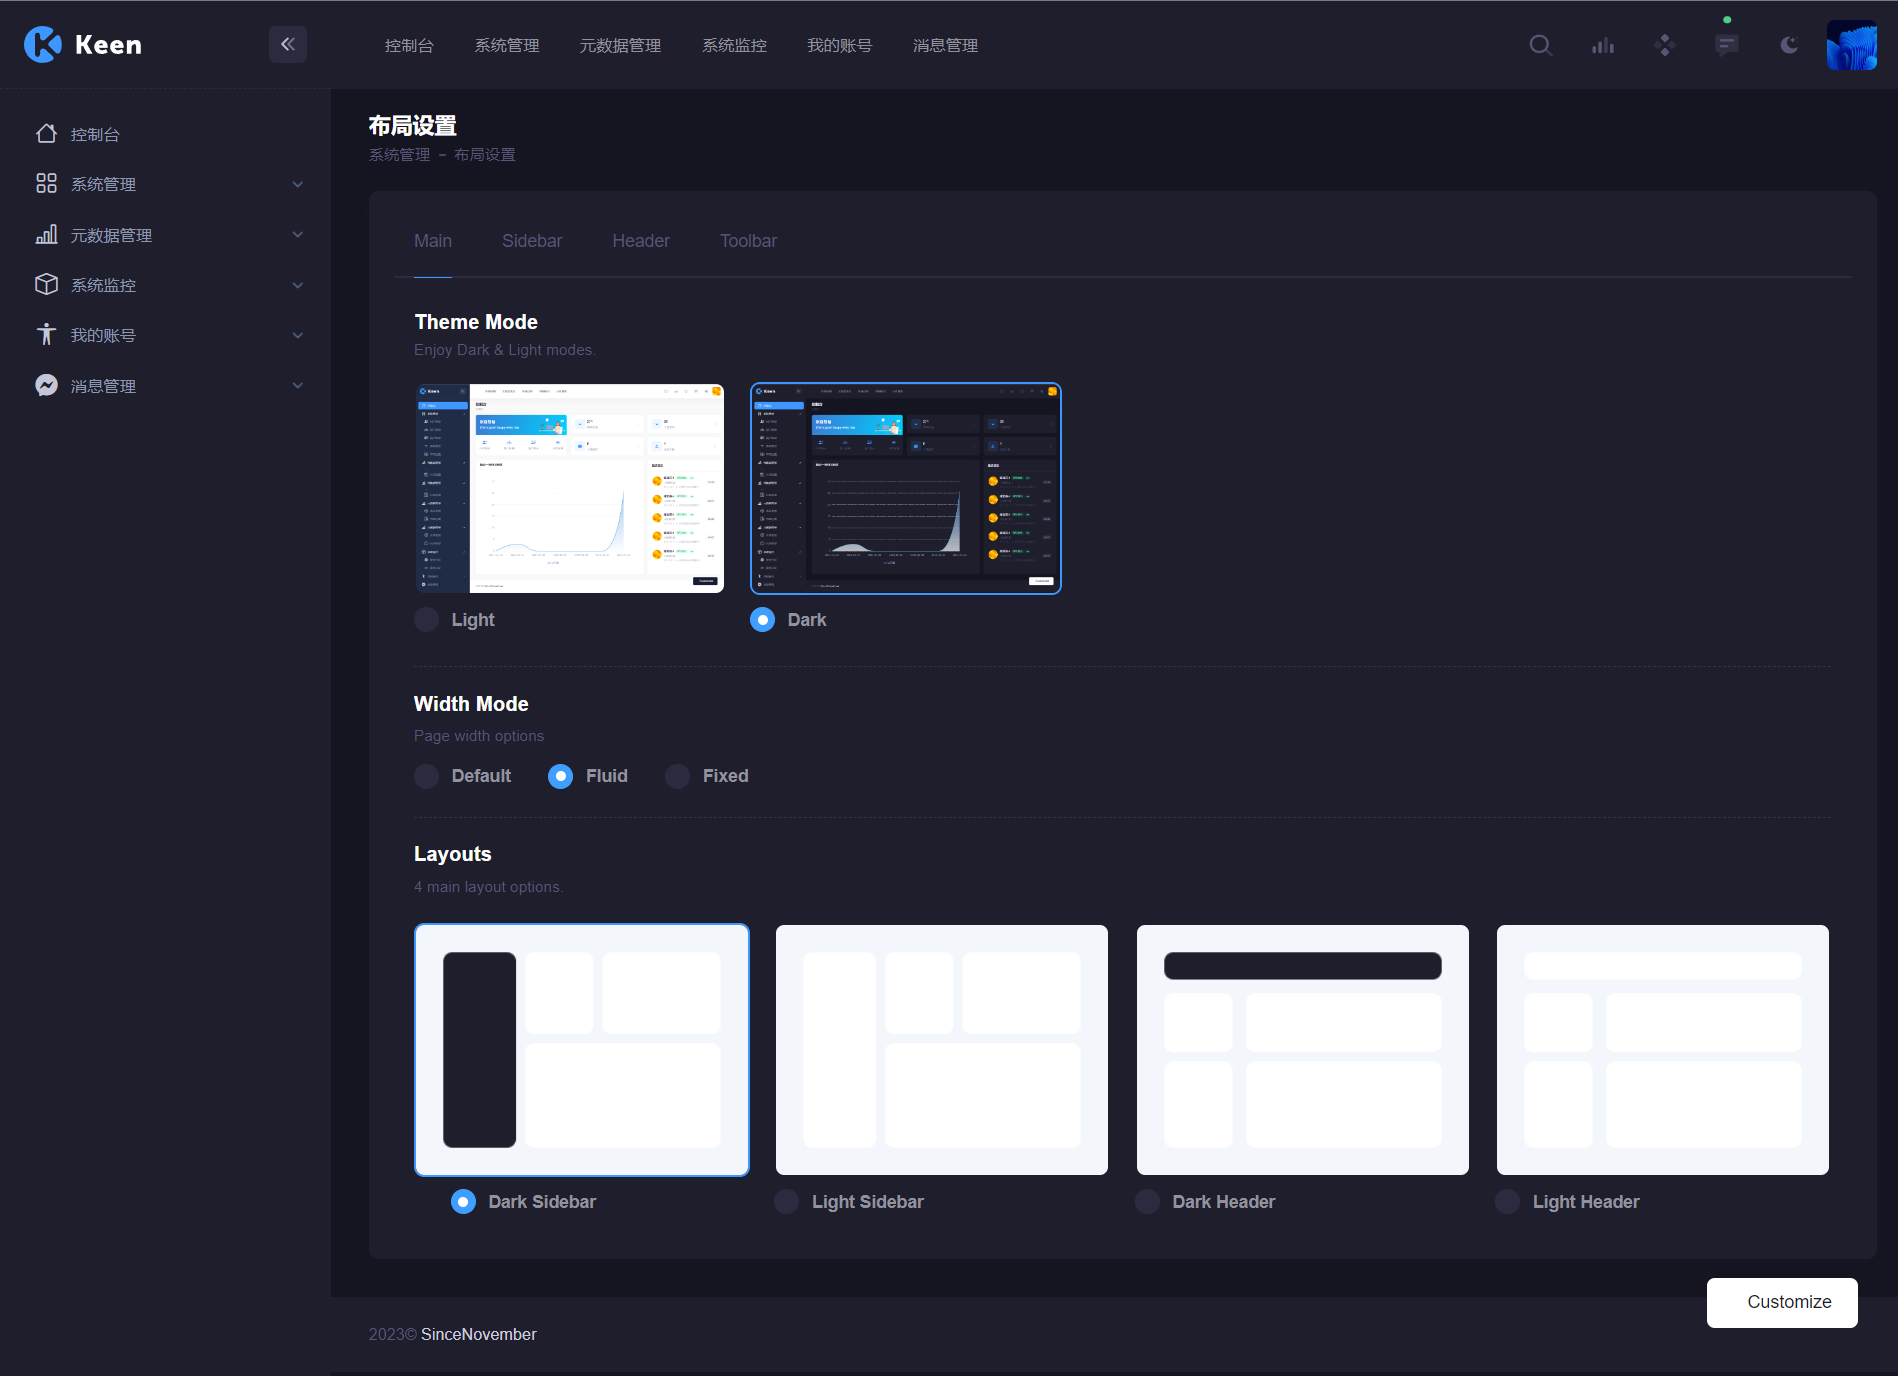 Keen
控制台 系统管理 元数据管理 系统监控 我的账号 消息管理
控制台
系统管理
元数据管理
系统监控
我的账号
消息管理
布局设置
系统管理 – 布局设置
Main Sidebar Header Toolbar
Theme Mode
Enjoy Dark & Light modes.
Light Dark
Width Mode
Page width options
Default Fluid Fixed
Layouts
4 main layout options.
Dark Sidebar Light Sidebar Dark Header Light Header
Customize
2023© SinceNovember